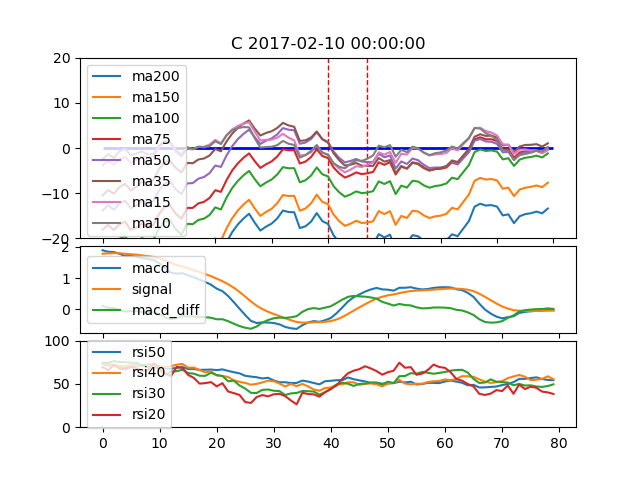 C 2017-02-10 00:00:00
20
10
0
−10
−20
ma200
ma150
ma100
ma75
ma50
ma35
ma15
ma10
2
1
0
macd
signal
macd_diff
100
50
0
rsi50
rsi40
rsi30
rsi20
0 10 20 30 40 50 60 70 80